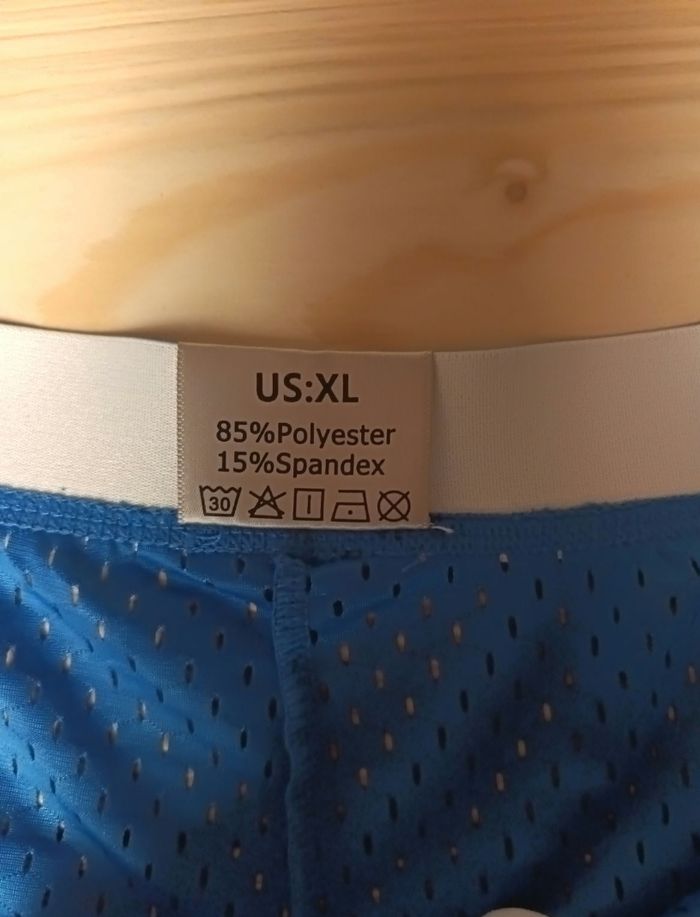 US:XL
85%Polyester
15%Spandex
30